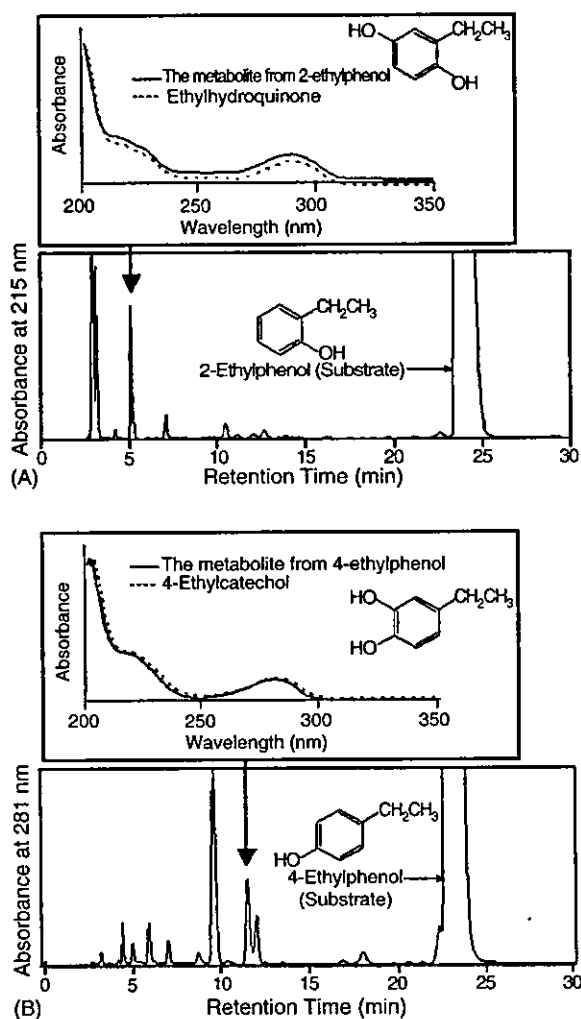 HO
CH2CH3
The metabolite from 2-ethylphenol
Ethylhydroquinone
OH
Absorbance
200 250 300 350
Wavelength (nm)
CH2CH3
OH
2-Ethylphenol (Substrate)
Absorbance at 215 nm
0 5 10 15 20 25 30
Retention Time (min)
(A)
The metabolite from 4-ethylphenol
4-Ethylcatechol
HO
CH2CH3
HO
Absorbance
200 250 300 350
Wavelength (nm)
CH2CH3
HO
4-Ethylphenol
(Substrate)
Absorbance at 281 nm
0 5 10 15 20 25 30
Retention Time (min)
(B)